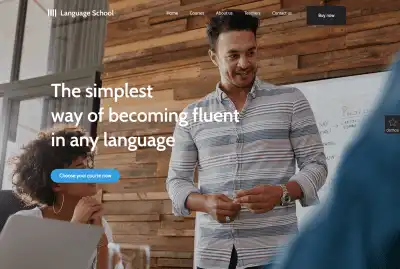 Language School
Home Courses About us Teachers Contact us Buy now
The simplest
way of becoming fluent
in any language
Choose your course now